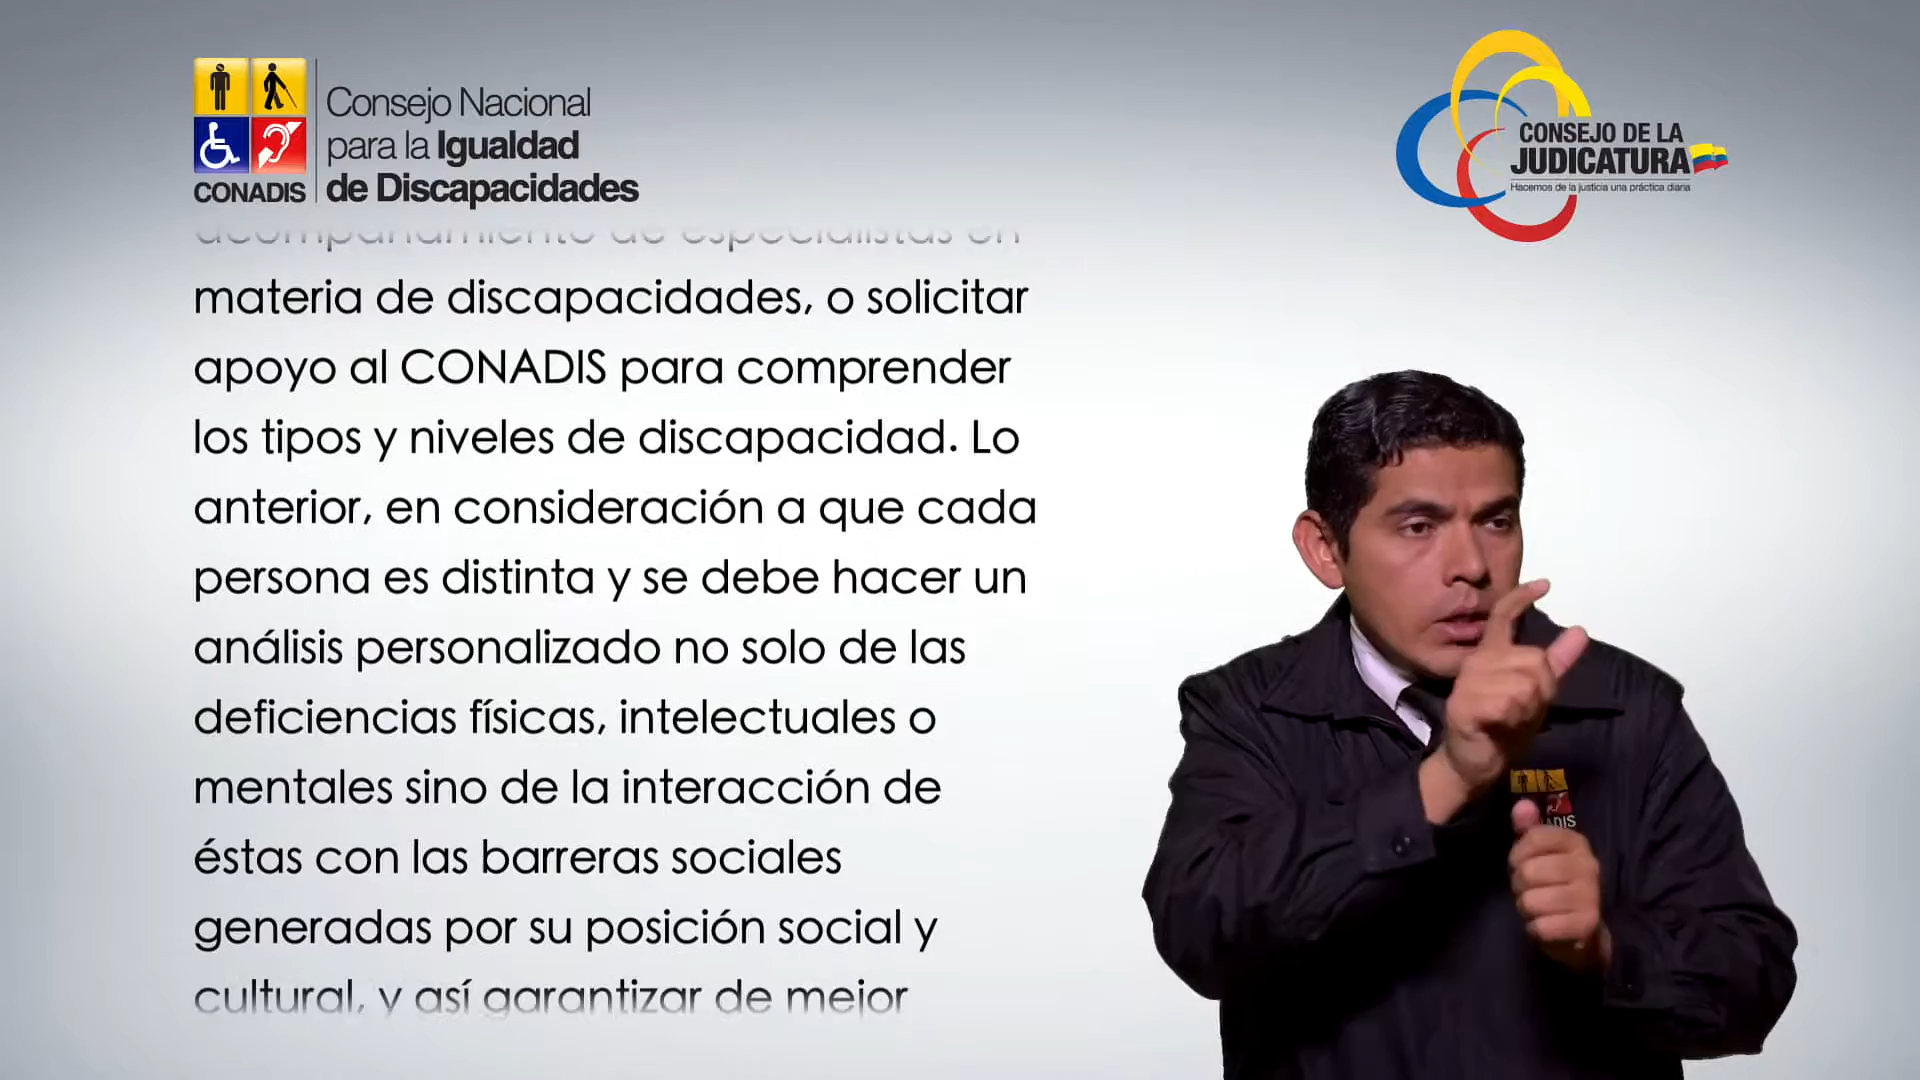 Consejo Nacional
para la Igualdad
de Discapacidades
CONADIS
CONSEJO DE LA
JUDICATURA
Hacemos de la justicia una práctica diaria
acompañamiento de especialistas en
materia de discapacidades, o solicitar
apoyo al CONADIS para comprender
los tipos y niveles de discapacidad. Lo
anterior, en consideración a que cada
persona es distinta y se debe hacer un
análisis personalizado no solo de las
deficiencias físicas, intelectuales o
mentales sino de la interacción de
éstas con las barreras sociales
generadas por su posición social y
cultural, y así garantizar de mejor